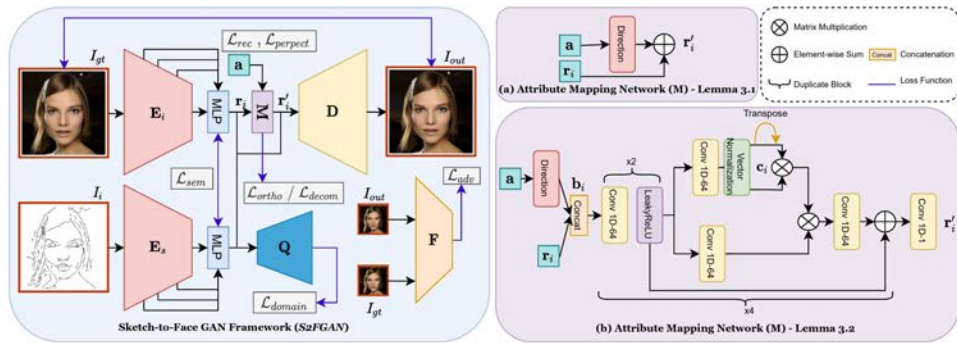 L_rec , L_perpect
I_gt
I_out
a
E_i
MLP
r_i
M
r'_i
D
L_sem
L_ortho / L_decom
L_adv
I_i
I_out
E_s
MLP
Q
F
L_domain
I_gt
Sketch-to-Face GAN Framework (S2FGAN)
a
Direction
r'_i
r_i
(a) Attribute Mapping Network (M) - Lemma 3.1
Matrix Multiplication
Element-wise Sum
Concat
Concatenation
Duplicate Block
Loss Function
Transpose
x2
a
Direction
b_i
Concat
r_i
Conv 1D-64
LeakyReLU
Conv 1D-64
Vector Normalization
c_i
Conv 1D-64
Conv 1D-64
Conv 1D-1
r'_i
x4
(b) Attribute Mapping Network (M) - Lemma 3.2